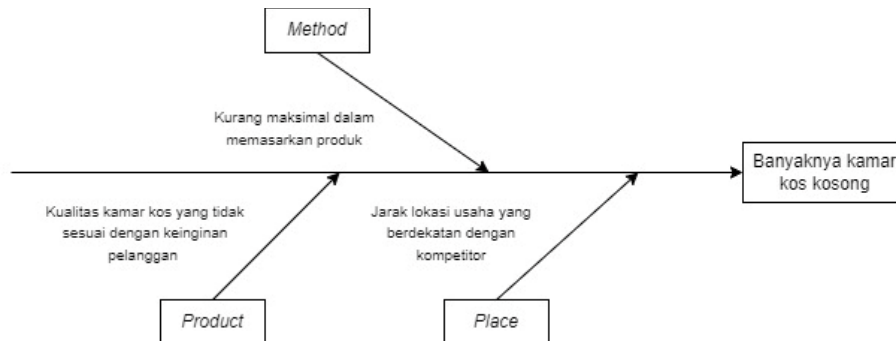 Method
Kurang maksimal dalam
memasarkan produk
Banyaknya kamar
kos kosong
Kualitas kamar kos yang tidak
sesuai dengan keinginan
pelanggan
Jarak lokasi usaha yang
berdekatan dengan
kompetitor
Product
Place